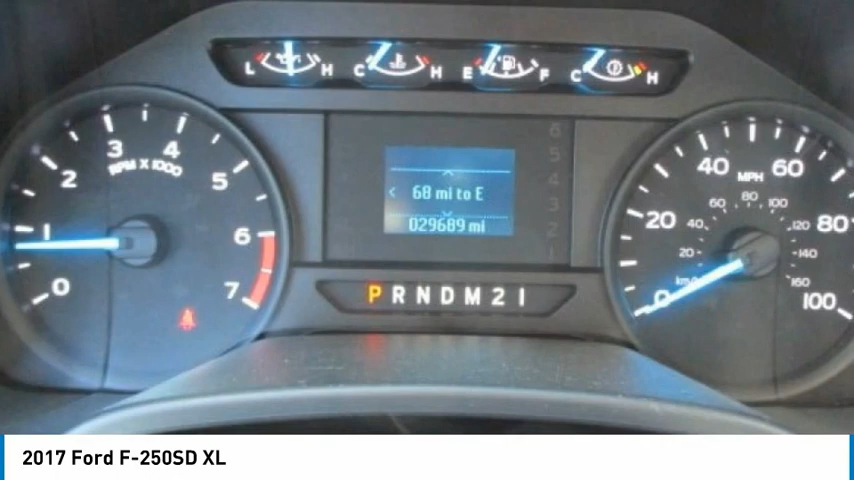 L H C H E F C H
3 4
RPM X 1000
2 5
1 6
0 7
6
5
4
3
2
1
68 mi to E
029689 mi
P R N D M 2 1
40 60
MPH
20 80
0 100
60 80 100
40 120
20 140
km/h 160
2017 Ford F-250SD XL